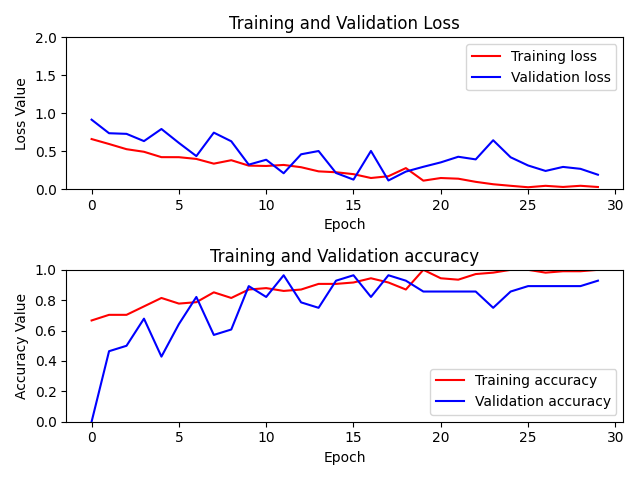 Training and Validation Loss
2.0
1.5
1.0
0.5
0.0
Loss Value
Training loss
Validation loss
0 5 10 15 20 25 30
Epoch
Training and Validation accuracy
1.0
0.8
0.6
0.4
0.2
0.0
Accuracy Value
Training accuracy
Validation accuracy
0 5 10 15 20 25 30
Epoch